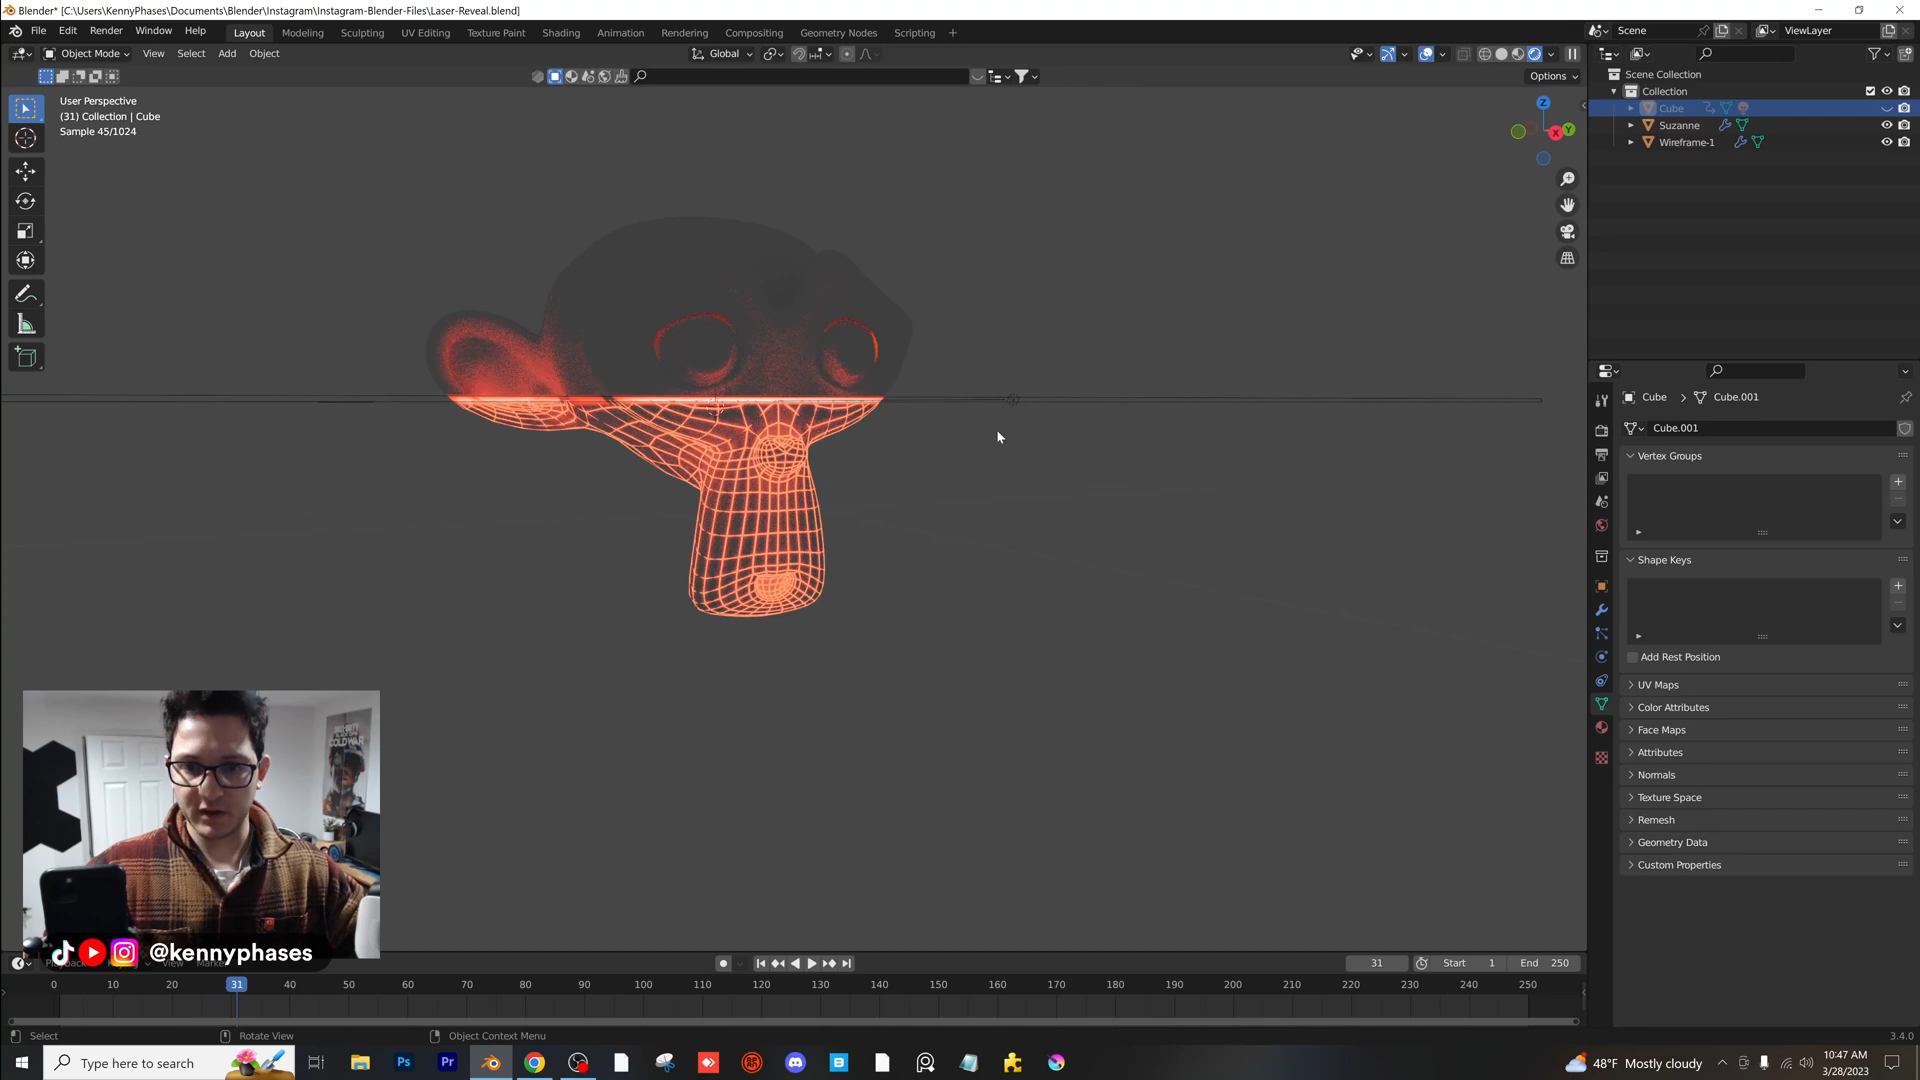 Blender* [C:\Users\KennyPhases\Documents\Blender\Instagram\Instagram-Blender-Files\Laser-Reveal.blend]
File Edit Render Window Help Layout Modeling Sculpting UV Editing Texture Paint Shading Animation Rendering Compositing Geometry Nodes Scripting + Scene ViewLayer
Object Mode View Select Add Object Global
Options
User Perspective
(31) Collection | Cube
Sample 45/1024
Z
Y
X
Scene Collection
Collection
Cube
Suzanne
Wireframe-1
Cube > Cube.001
Cube.001
Vertex Groups
Shape Keys
Add Rest Position
UV Maps
Color Attributes
Face Maps
Attributes
Normals
Texture Space
Remesh
Geometry Data
Custom Properties
CALL OF DUTY
COLD WAR
@kennyphases
31 Start 1 End 250
0 10 20 31 40 50 60 70 80 90 100 110 120 130 140 150 160 170 180 190 200 210 220 230 240 250
Select Rotate View Object Context Menu 3.4.0
Type here to search Ps Pr 48°F Mostly cloudy 10:47 AM
3/28/2023